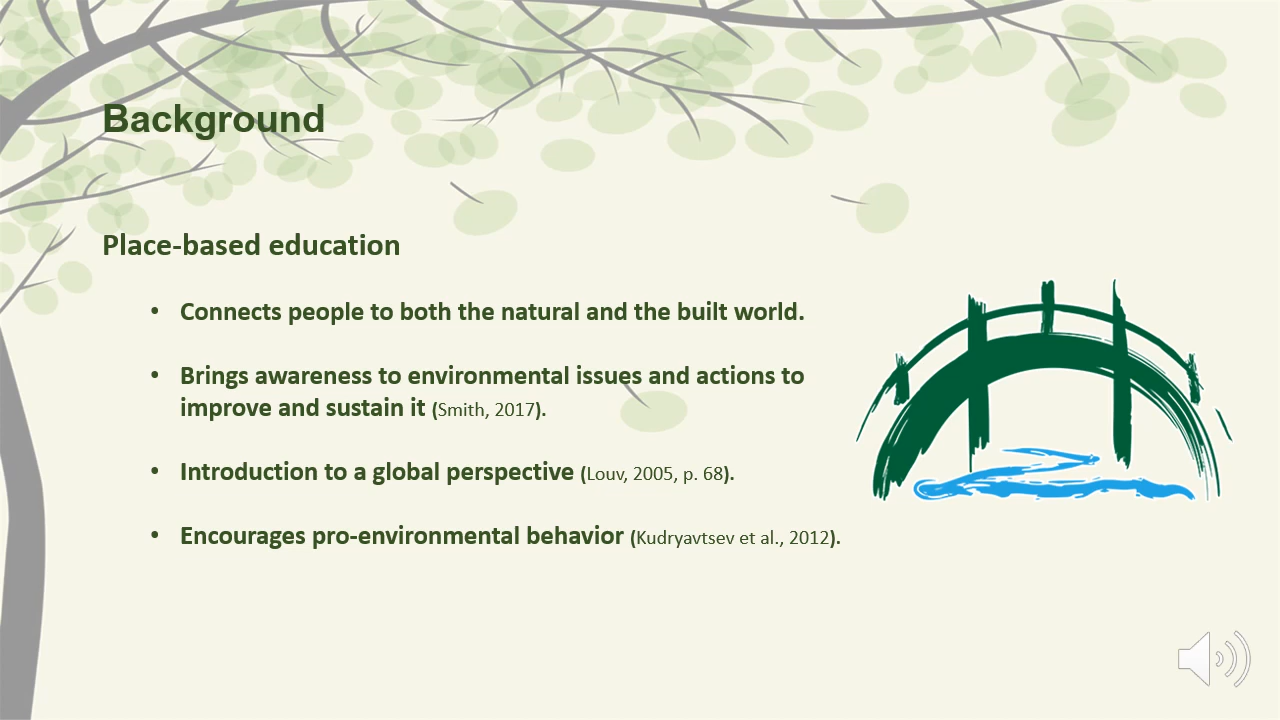 Background
Place-based education
• Connects people to both the natural and the built world.
• Brings awareness to environmental issues and actions to
improve and sustain it (Smith, 2017).
• Introduction to a global perspective (Louv, 2005, p. 68).
• Encourages pro-environmental behavior (Kudryavtsev et al., 2012).